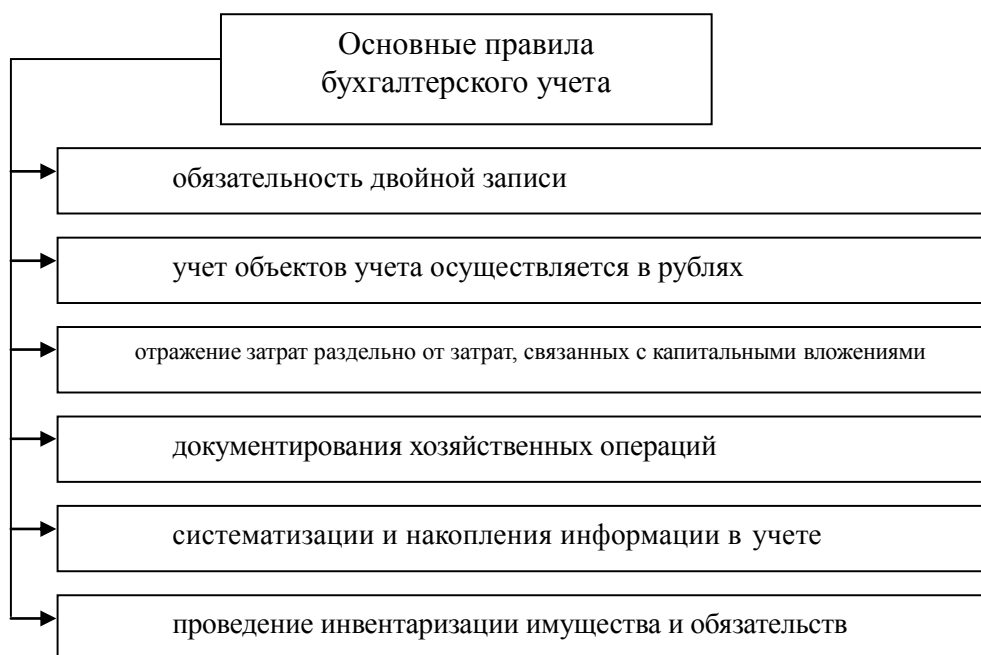 Основные правила
бухгалтерского учета
обязательность двойной записи
учет объектов учета осуществляется в рублях
отражение затрат раздельно от затрат, связанных с капитальными вложениями
документирования хозяйственных операций
систематизации и накопления информации в учете
проведение инвентаризации имущества и обязательств